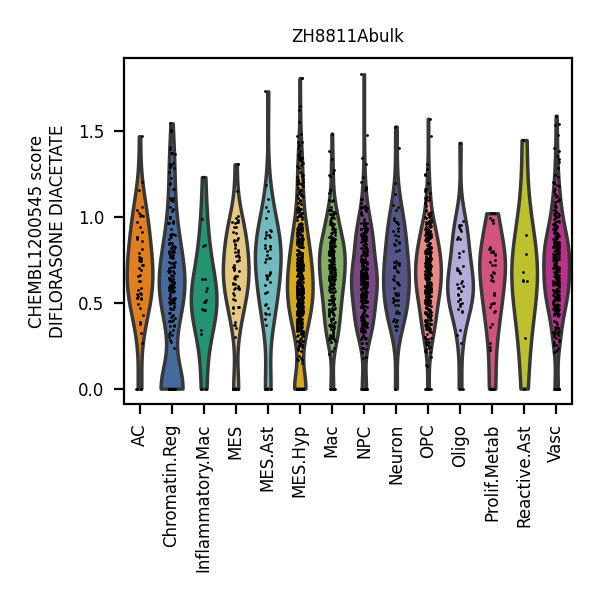 ZH8811Abulk
CHEMBL1200545 score
DIFLORASONE DIACETATE
1.5
1.0
0.5
0.0
AC
Chromatin.Reg
Inflammatory.Mac
MES
MES.Ast
MES.Hyp
Mac
NPC
Neuron
OPC
Oligo
Prolif.Metab
Reactive.Ast
Vasc